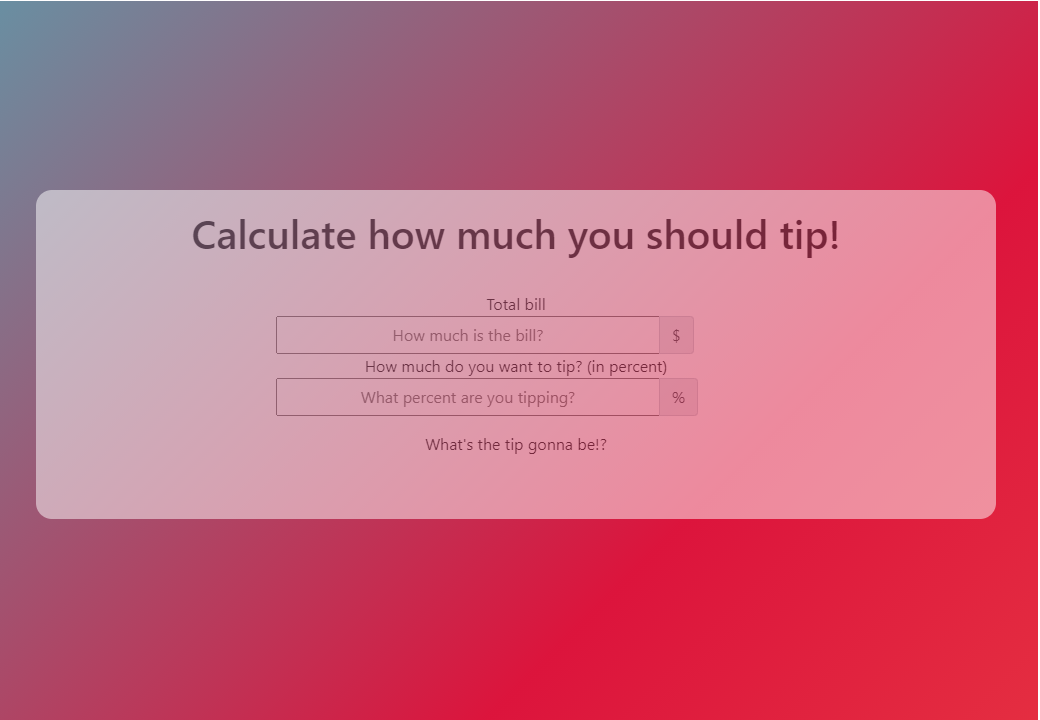 Calculate how much you should tip!
Total bill
How much is the bill? $
How much do you want to tip? (in percent)
What percent are you tipping? %
What's the tip gonna be!?